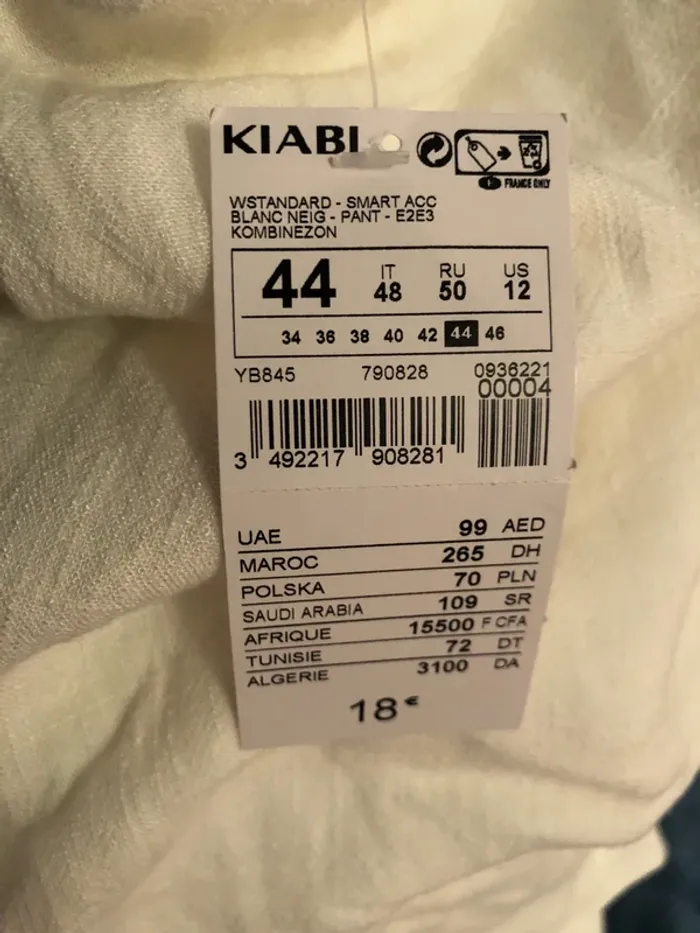 KIABI
FRANCE ONLY
WSTANDARD - SMART ACC
BLANC NEIG - PANT - E2E3
KOMBINEZON
44 IT 48 RU 50 US 12
34 36 38 40 42 44 46
YB845 790828 0936221
00004
3 492217 908281
UAE 99 AED
MAROC 265 DH
POLSKA 70 PLN
SAUDI ARABIA 109 SR
AFRIQUE 15500 F CFA
TUNISIE 72 DT
ALGERIE 3100 DA
18€